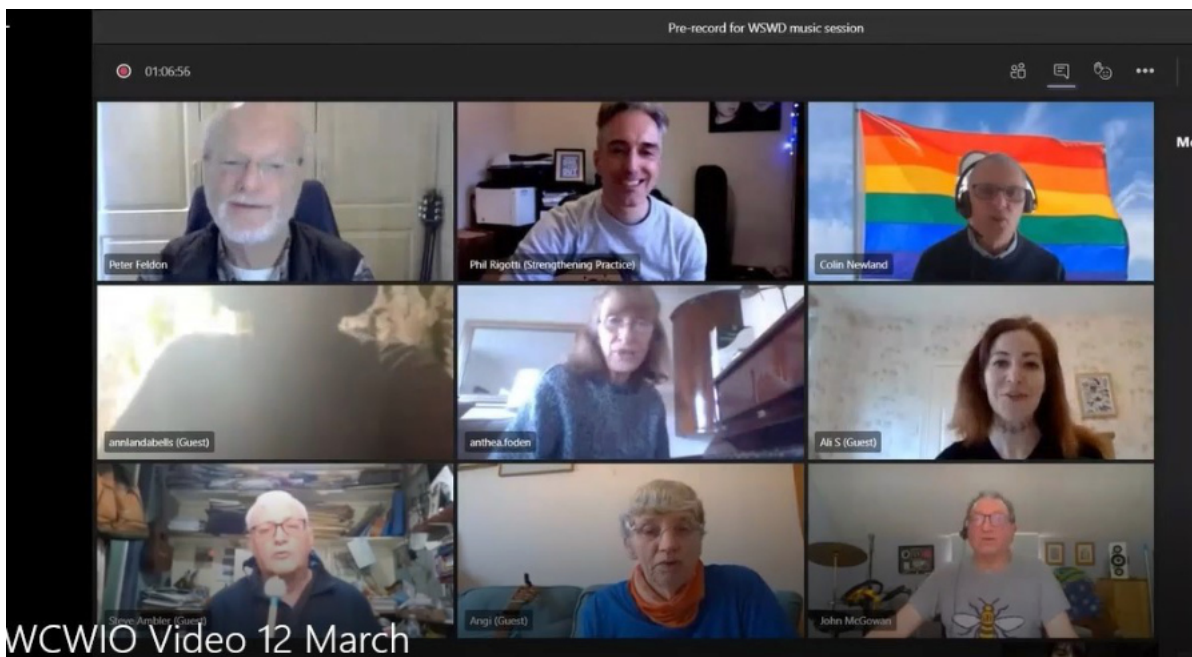 Pre-record for WSWD music session
01:06:56
Peter Feldon
Phil Rigotti (Strengthening Practice)
Colin Newland
annlandabells (Guest)
anthea.foden
Ali S (Guest)
Steve Ambler (Guest)
Angi (Guest)
John McGowan
WCWIO Video 12 March